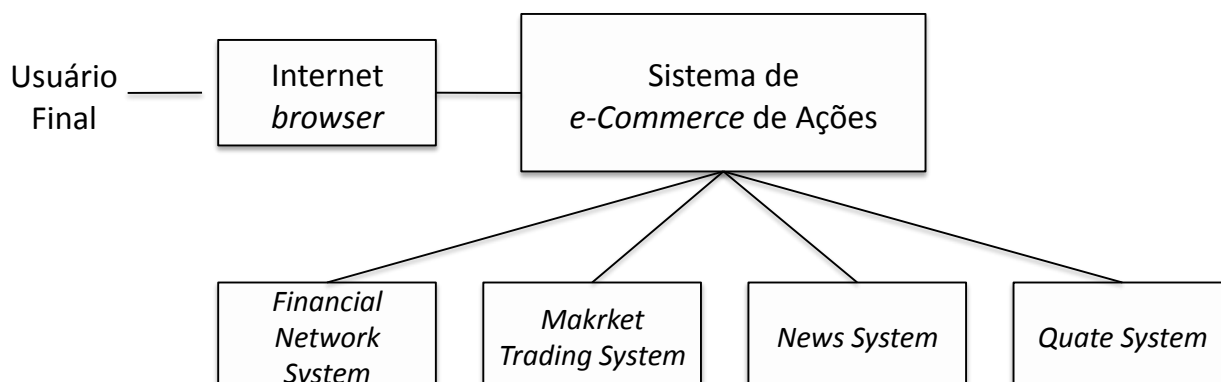 Usuário
Final
Internet
browser
Sistema de
e-Commerce de Ações
Financial
Network
System
Makrket
Trading System
News System
Quate System